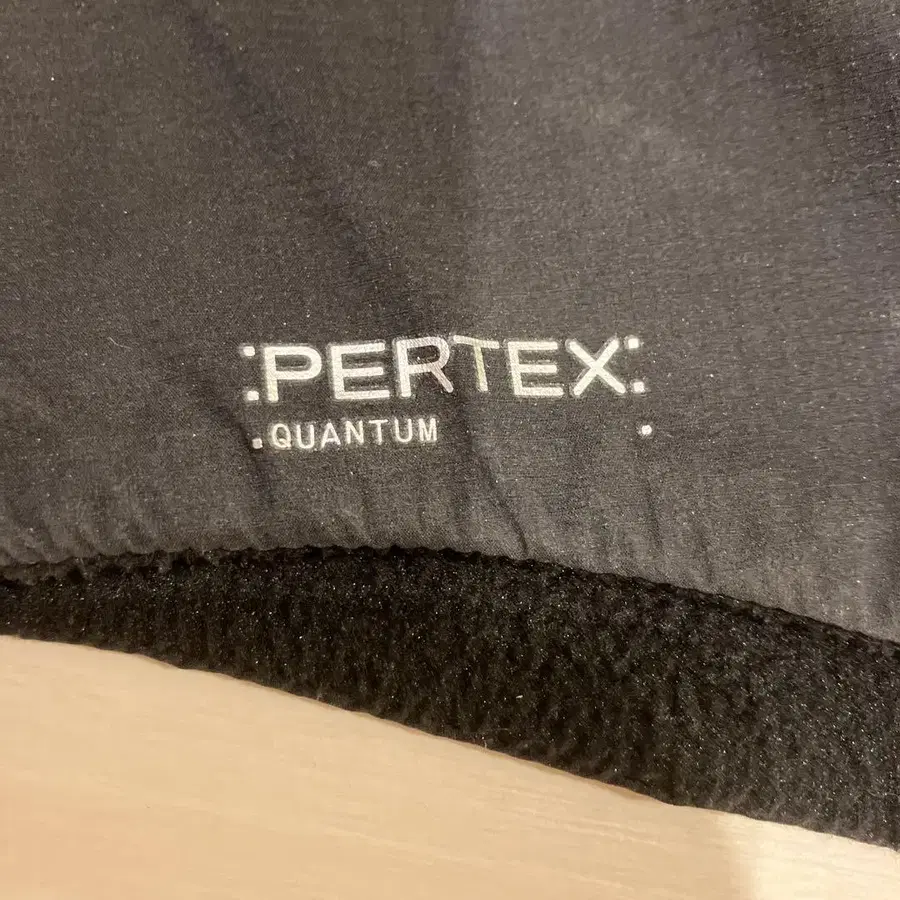 :PERTEX:
.QUANTUM .